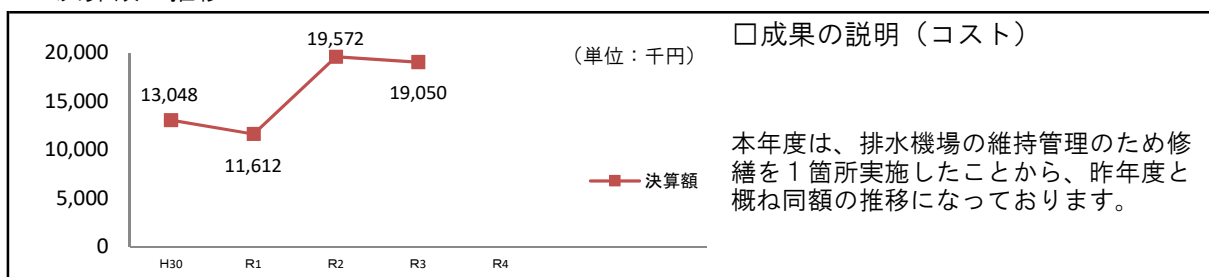 20,000
15,000
10,000
5,000
0
13,048
11,612
19,572
19,050
（単位：千円）
決算額
H30
R1
R2
R3
R4
□成果の説明（コスト）
本年度は、排水機場の維持管理のため修
繕を１箇所実施したことから、昨年度と
概ね同額の推移になっております。